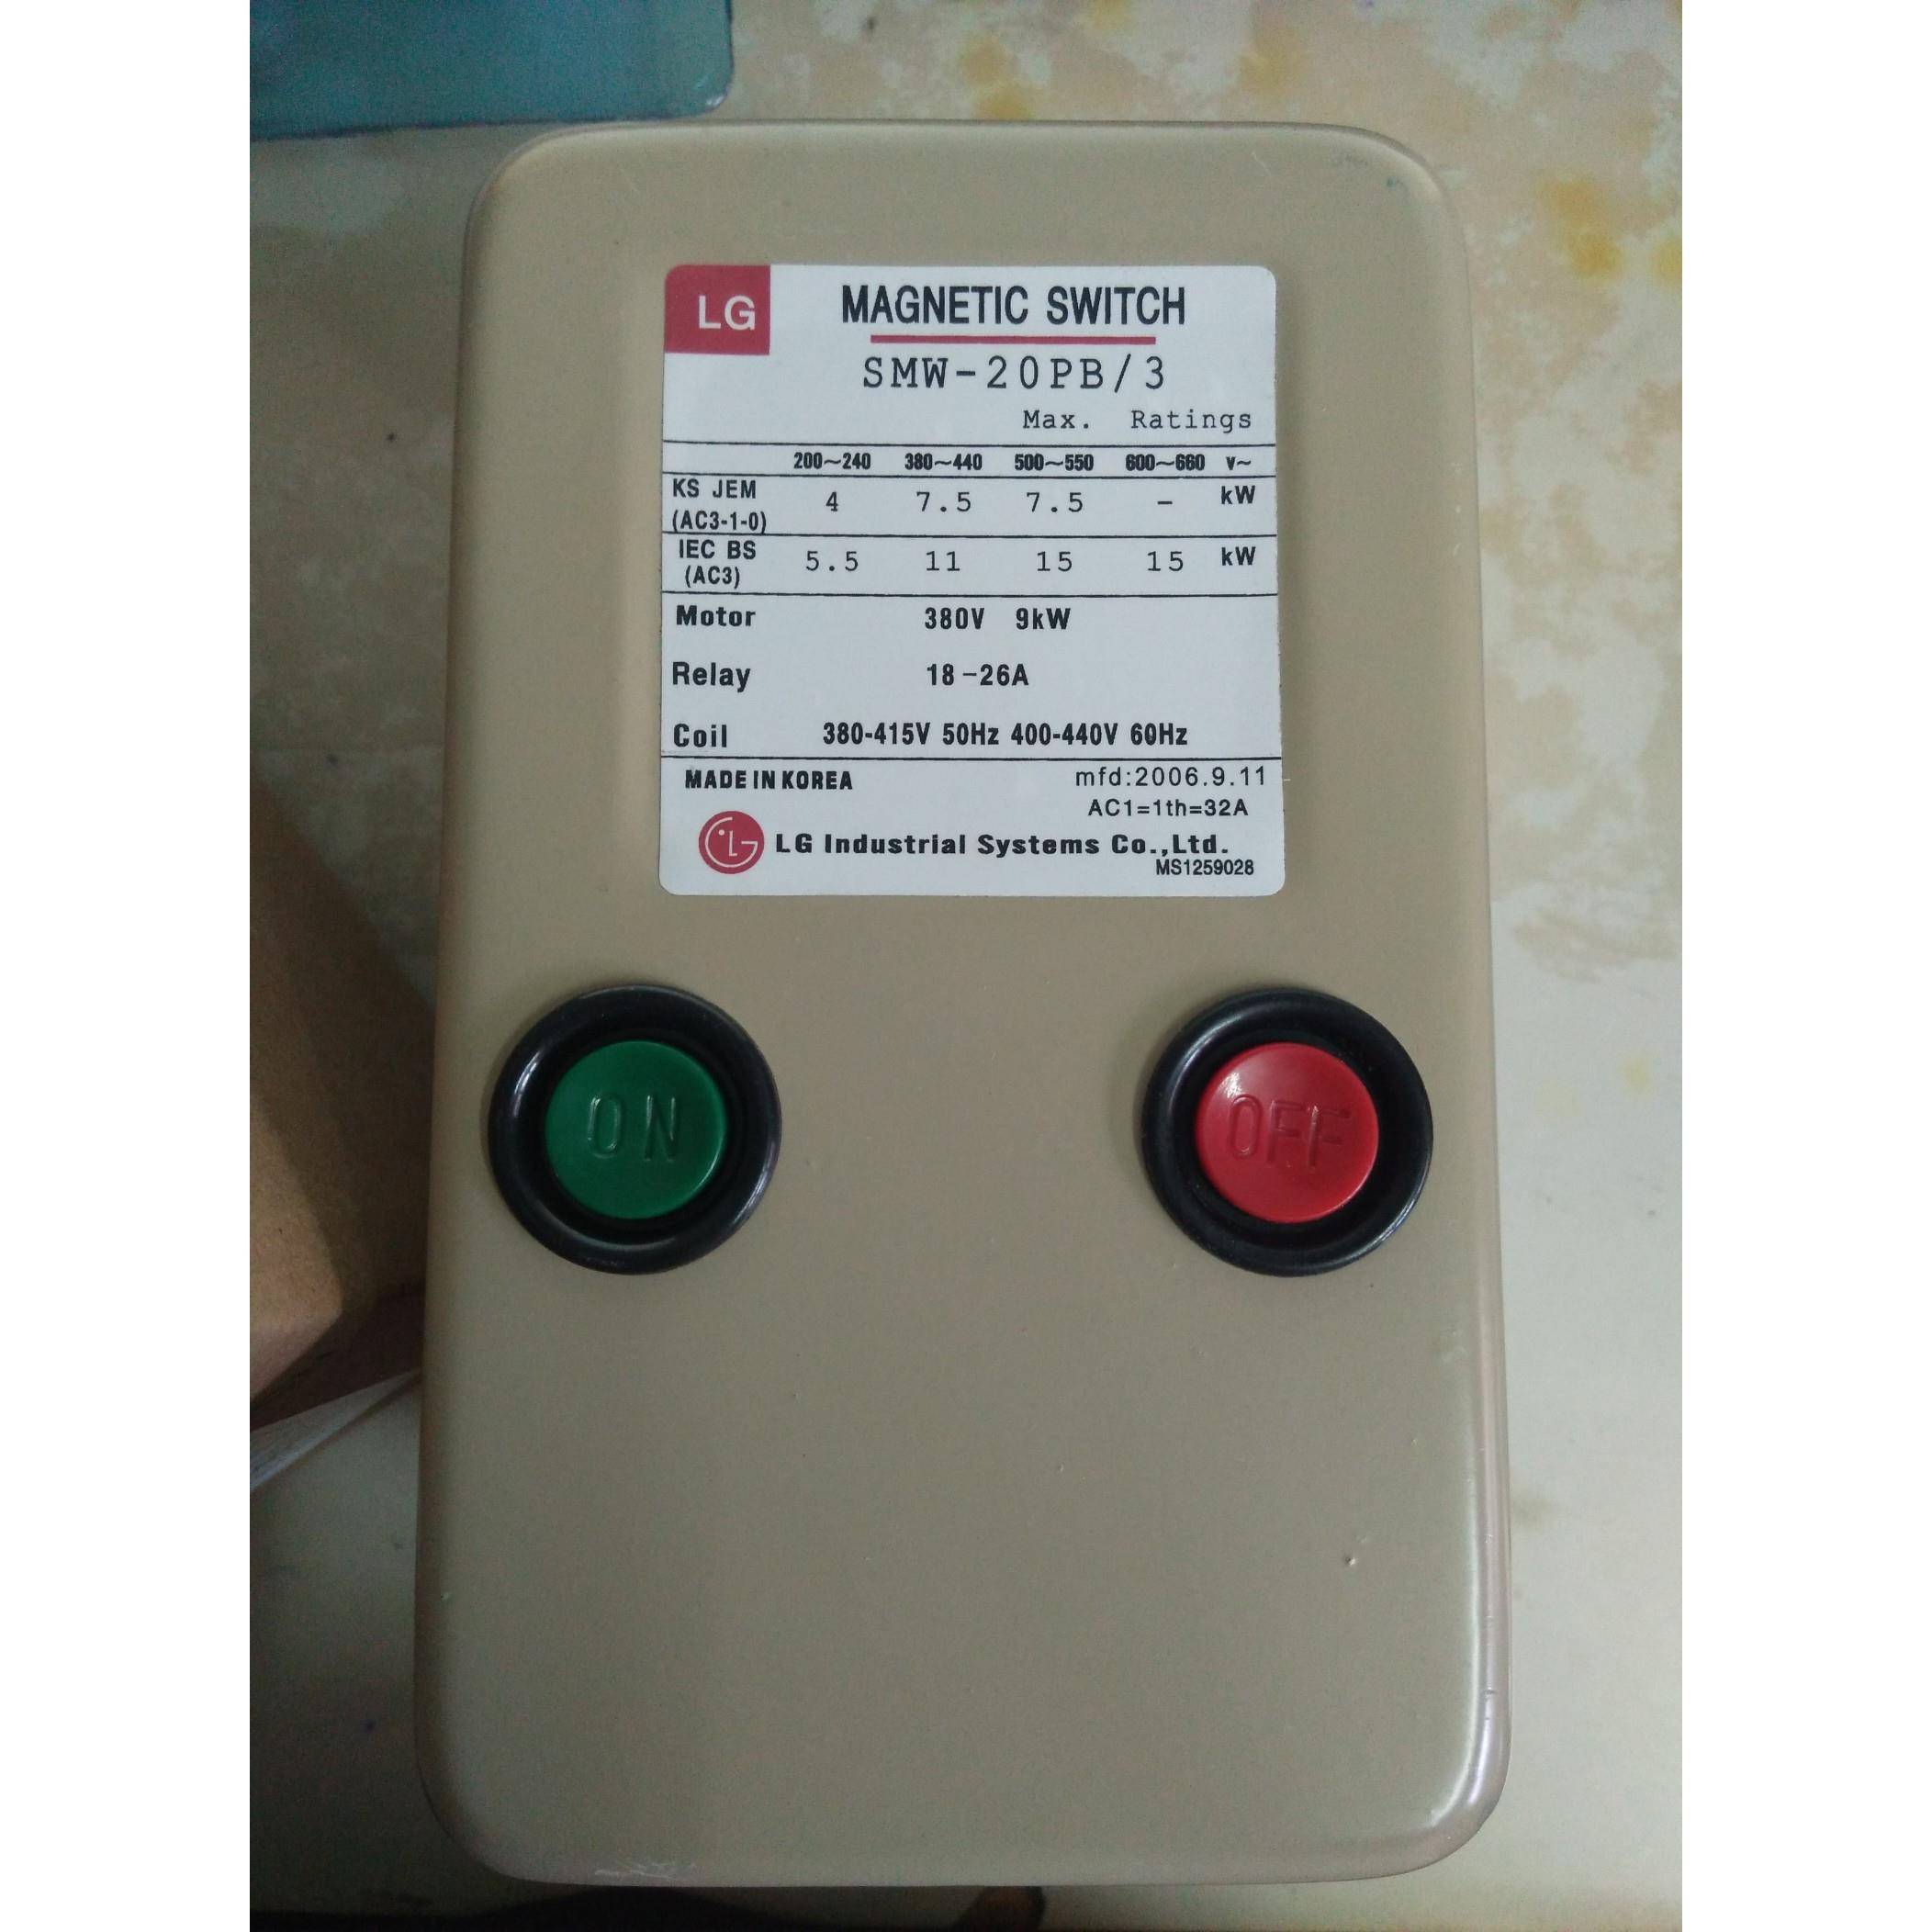 LG MAGNETIC SWITCH
SMW-20PB/3
Max. Ratings
200~240 380~440 500~550 600~660 v~
KS JEM
(AC3-1-0) 4 7.5 7.5 - kW
IEC BS
(AC3) 5.5 11 15 15 kW
Motor 380V 9kW
Relay 18-26A
Coil 380-415V 50Hz 400-440V 60Hz
MADE IN KOREA mfd:2006.9.11
AC1=1th=32A
LG LG Industrial Systems Co.,Ltd.
MS1259028
ON OFF